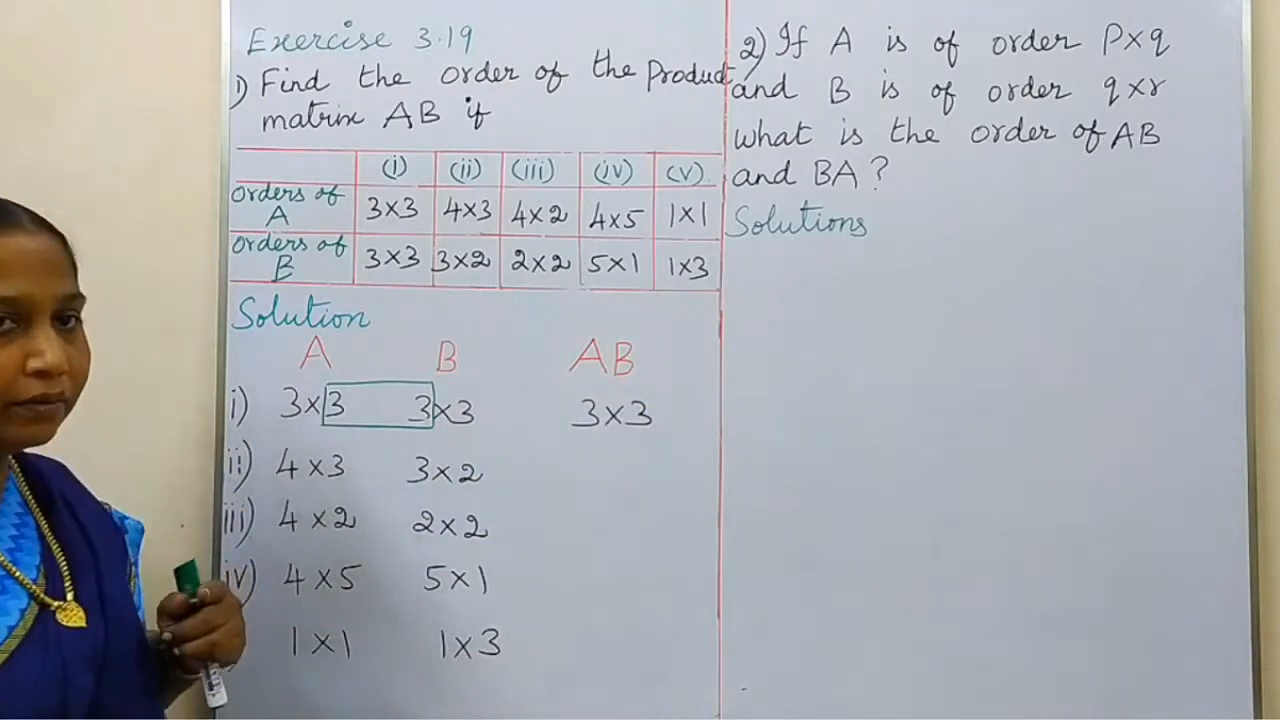 Exercise 3.19
1) Find the order of the Product
matrix AB if
(i) (ii) (iii) (iv) (v)
orders of A 3×3 4×3 4×2 4×5 1×1
orders of B 3×3 3×2 2×2 5×1 1×3
Solution
A B AB
i) 3×3 3×3 3×3
ii) 4×3 3×2
iii) 4×2 2×2
iv) 4×5 5×1
1×1 1×3
2) If A is of order p×q
and B is of order q×r
what is the order of AB
and BA?
Solutions